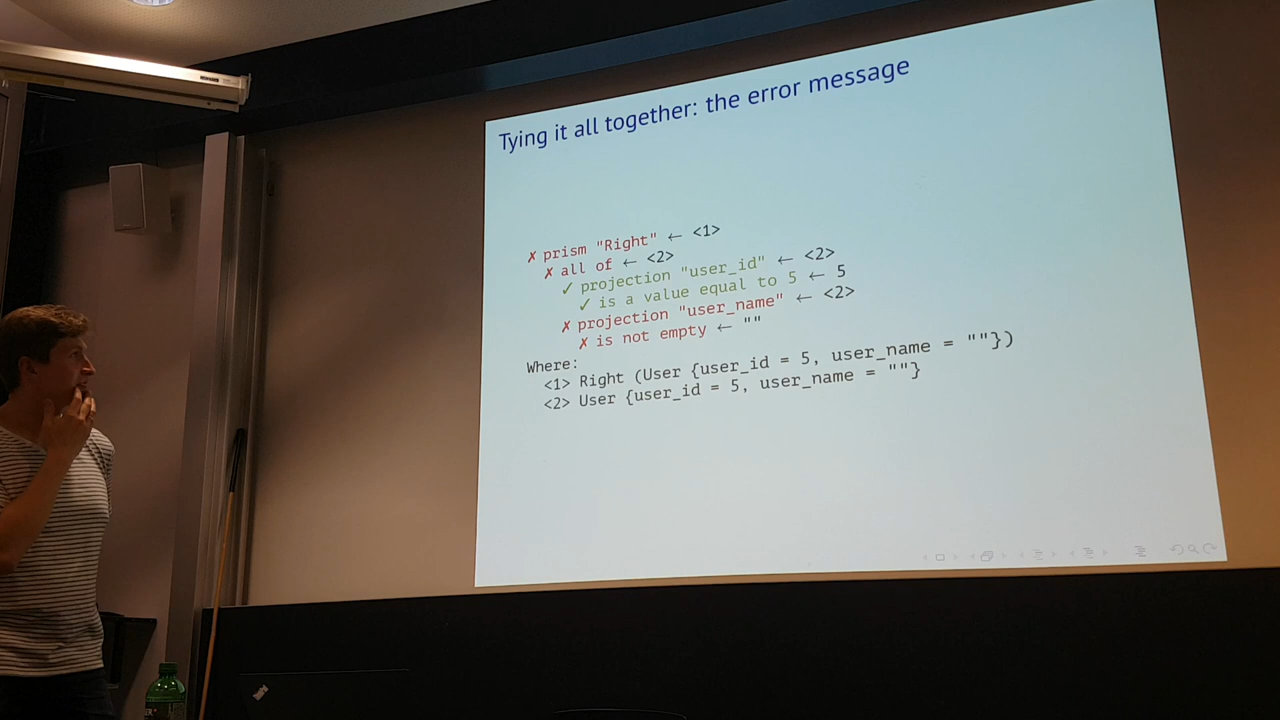 Tying it all together: the error message
✗ prism "Right" ← <1>
✗ all of ← <2>
✓ projection "user_id" ← <2>
✓ is a value equal to 5 ← 5
✗ projection "user_name" ← <2>
✗ is not empty ← ""
Where:
<1> Right (User {user_id = 5, user_name = ""})
<2> User {user_id = 5, user_name = ""}